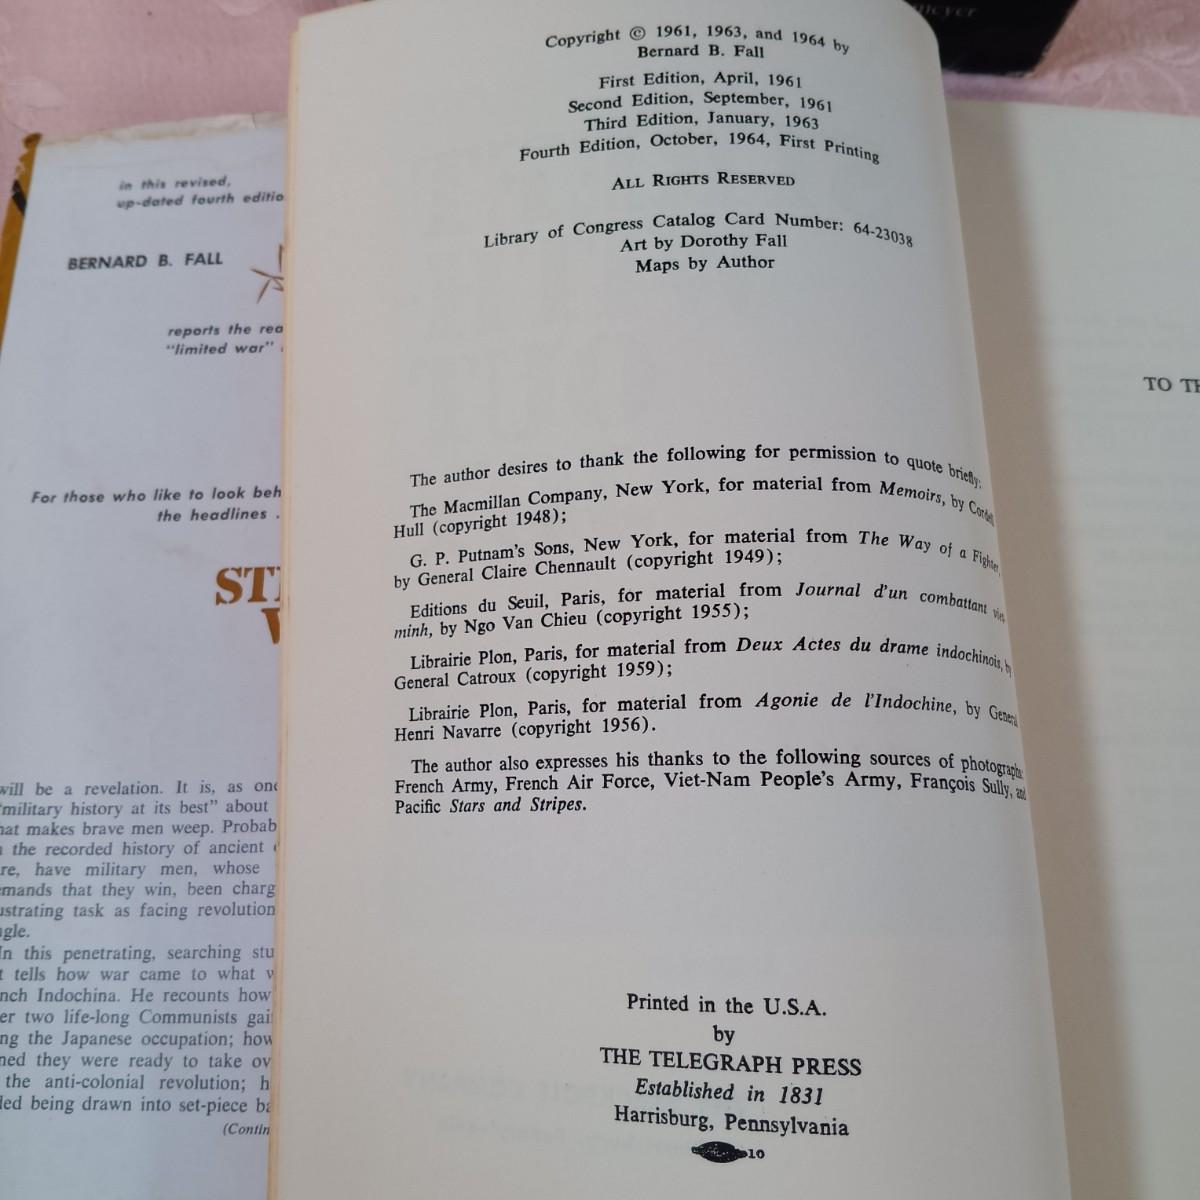 meyer
Copyright © 1961, 1963, and 1964 by
Bernard B. Fall
First Edition, April, 1961
Second Edition, September, 1961
Third Edition, January, 1963
Fourth Edition, October, 1964, First Printing
ALL RIGHTS RESERVED
Library of Congress Catalog Card Number: 64-23038
Art by Dorothy Fall
Maps by Author
The author desires to thank the following for permission to quote briefly:
The Macmillan Company, New York, for material from Memoirs, by Cordell
Hull (copyright 1948);
G. P. Putnam's Sons, New York, for material from The Way of a Fighter,
by General Claire Chennault (copyright 1949);
Editions du Seuil, Paris, for material from Journal d'un combattant viet-
minh, by Ngo Van Chieu (copyright 1955);
Librairie Plon, Paris, for material from Deux Actes du drame indochinois, by
General Catroux (copyright 1959);
Librairie Plon, Paris, for material from Agonie de l'Indochine, by General
Henri Navarre (copyright 1956).
The author also expresses his thanks to the following sources of photographs:
French Army, French Air Force, Viet-Nam People's Army, François Sully, and
Pacific Stars and Stripes.
Printed in the U.S.A.
by
THE TELEGRAPH PRESS
Established in 1831
Harrisburg, Pennsylvania
10
in this revised,
up-dated fourth editio
BERNARD B. FALL
reports the rea
"limited war"
For those who like to look beh
the headlines .
ST
will be a revelation. It is, as one
"military history at its best" about
hat makes brave men weep. Probab
the recorded history of ancient
re, have military men, whose
mands that they win, been charg
ustrating task as facing revolution
ngle.
In this penetrating, searching stu
t tells how war came to what w
nch Indochina. He recounts how
er two life-long Communists gai
ng the Japanese occupation; how
ned they were ready to take ov
the anti-colonial revolution; h
led being drawn into set-piece ba
(Contin
TO TH